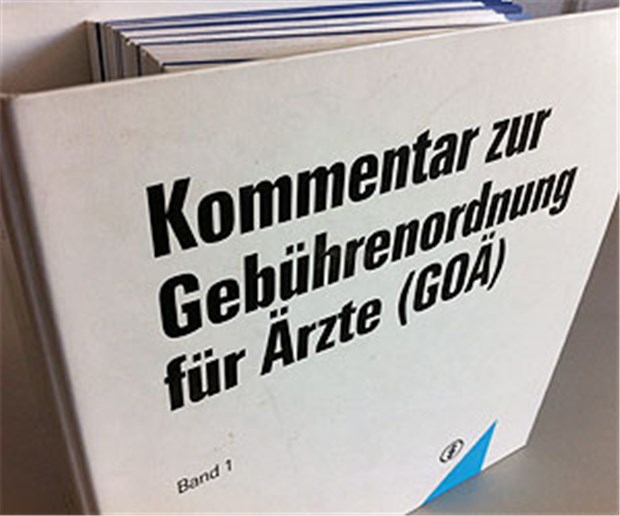 Kommentar zur
Gebührenordnung
für Ärzte (GOÄ)
Band 1